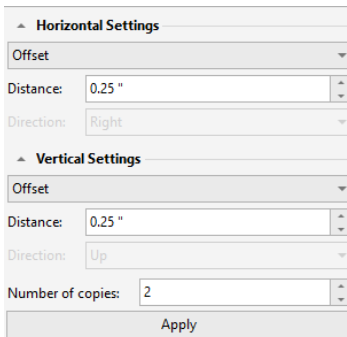 Horizontal Settings
Offset
Distance: 0.25 "
Direction: Right
Vertical Settings
Offset
Distance: 0.25 "
Direction: Up
Number of copies: 2
Apply